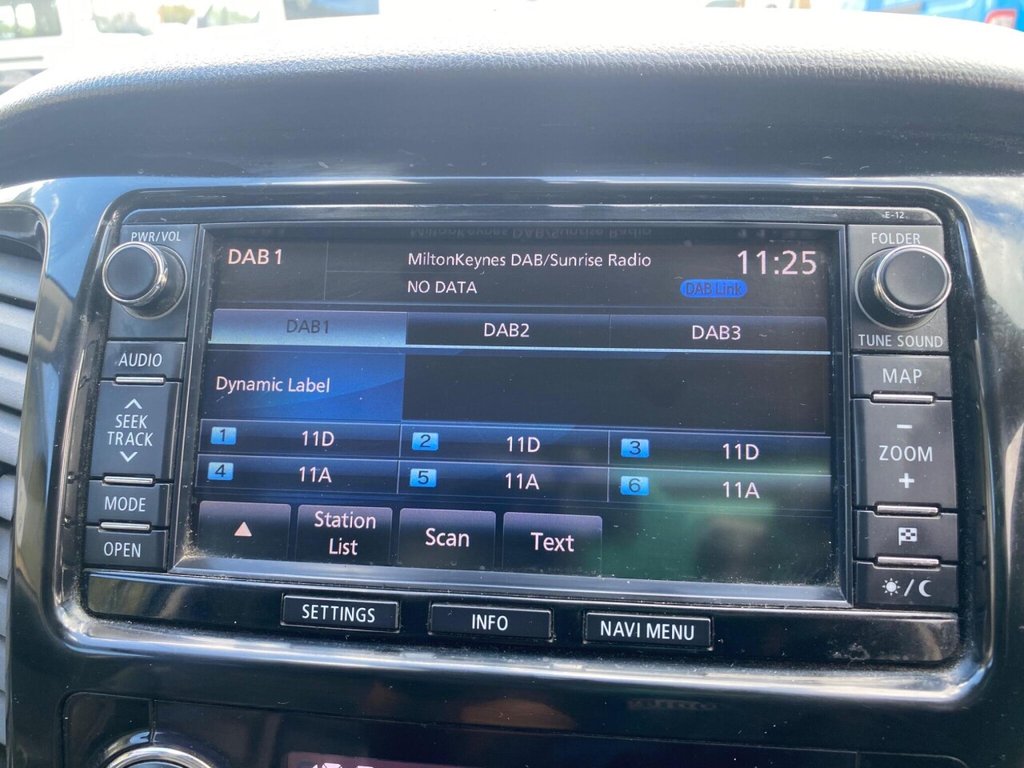 E-12
PWR/VOL
FOLDER
DAB1
MiltonKeynes DAB/Sunrise Radio
11:25
NO DATA
DAB Link
TUNE SOUND
DAB1
DAB2
DAB3
AUDIO
MAP
Dynamic Label
SEEK
TRACK
1 11D
2 11D
3 11D
− ZOOM +
4 11A
5 11A
6 11A
MODE
Station
List
Scan
Text
OPEN
SETTINGS
INFO
NAVI MENU